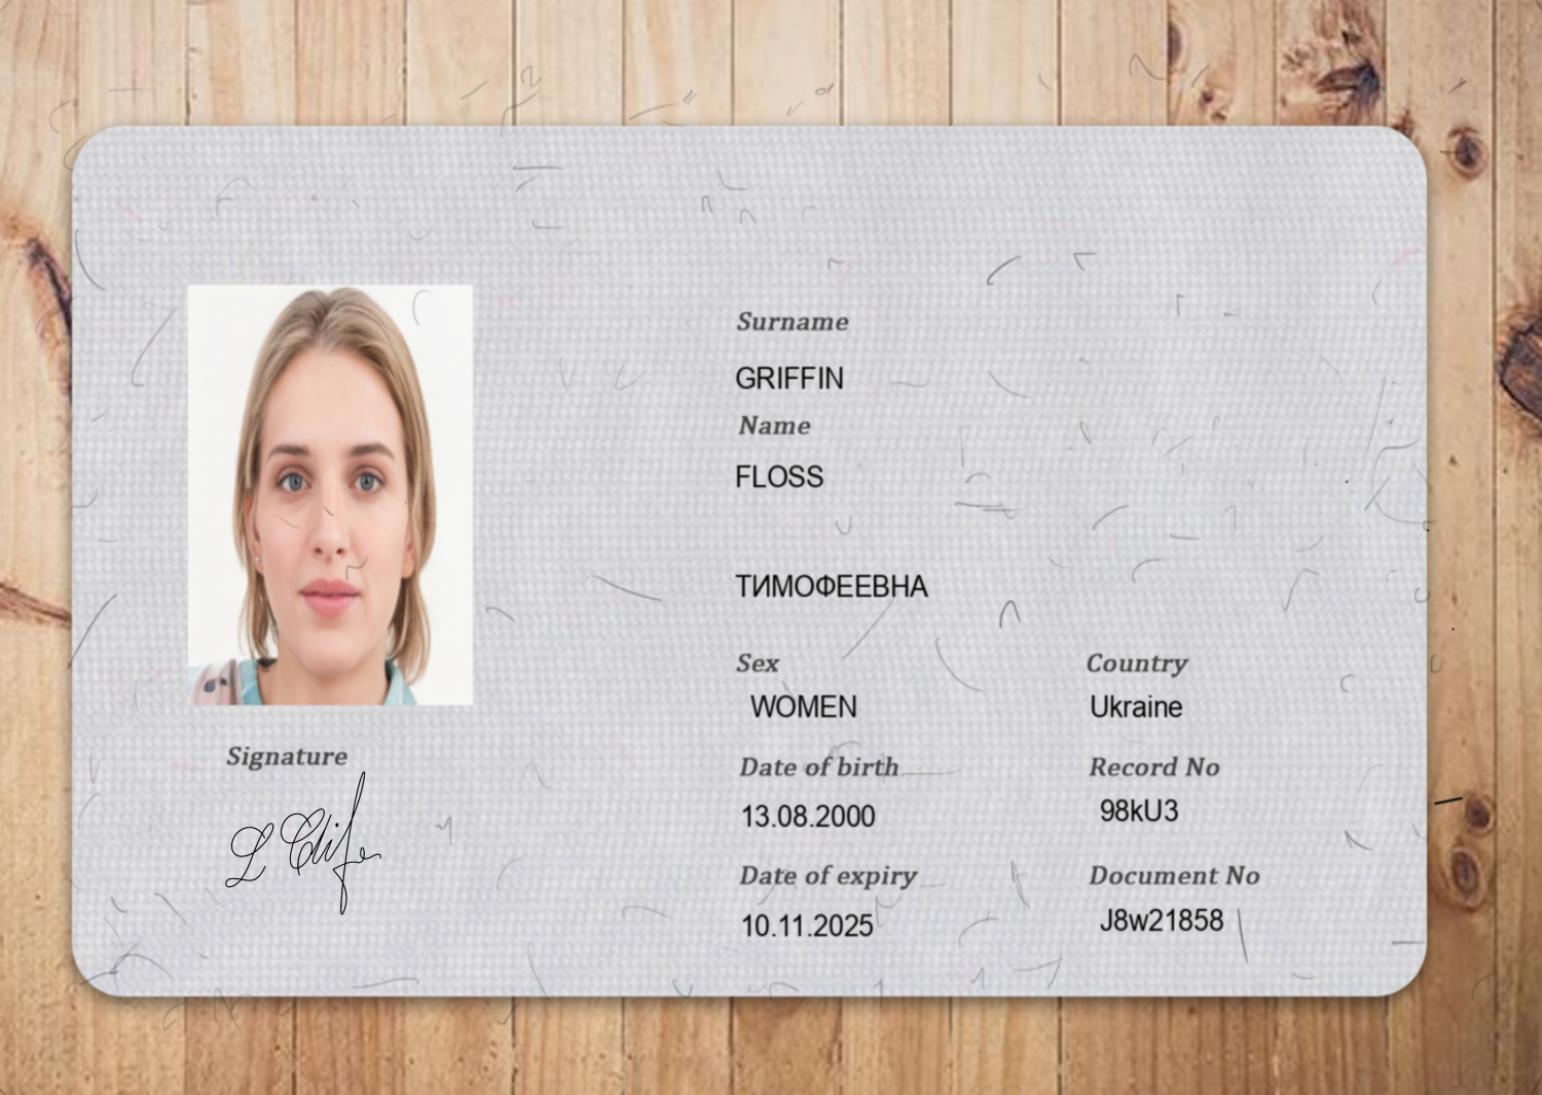 Surname
GRIFFIN
Name
FLOSS
ТИМОФЕЕВНА
Sex
WOMEN
Country
Ukraine
Date of birth
13.08.2000
Record No
98kU3
Date of expiry
10.11.2025
Document No
J8w21858
Signature